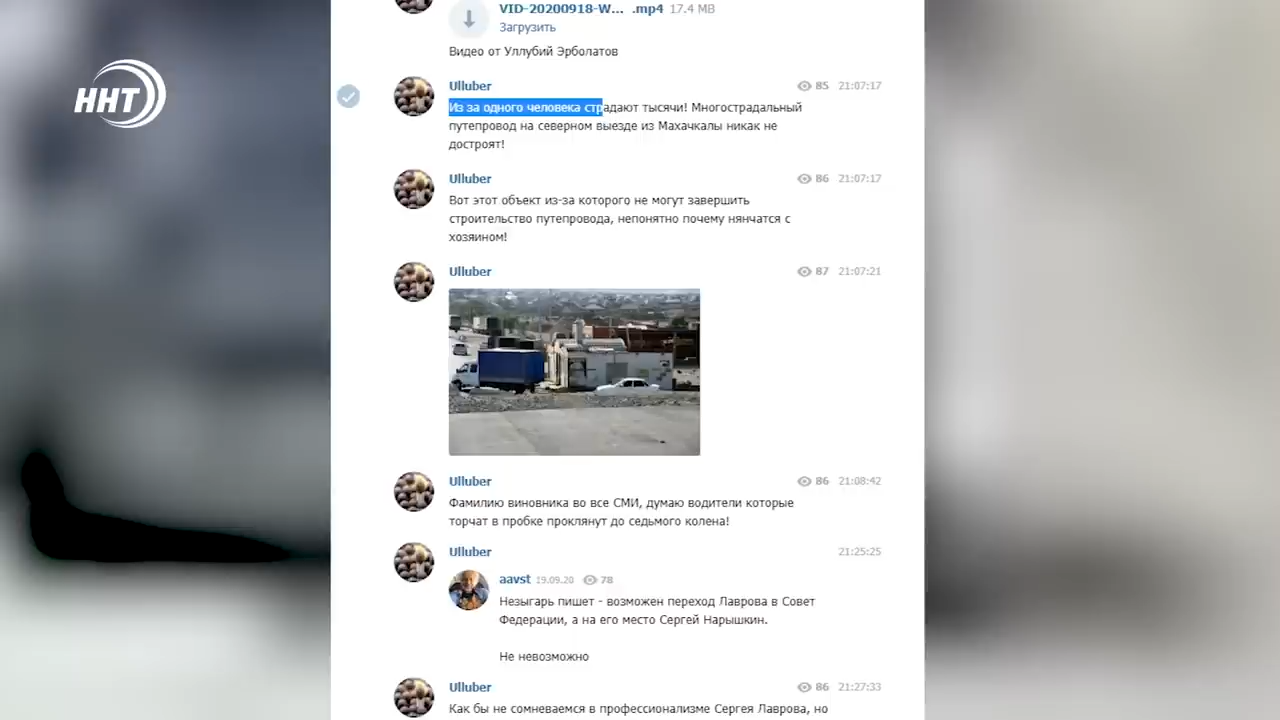 VID-20200918-W... .mp4 17.4 MB
Загрузить
Видео от Уллубий Эрболатов
ННТ
Ulluber 85 21:07:17
Из за одного человека страдают тысячи! Многострадальный
путепровод на северном выезде из Махачкалы никак не
достроят!
Ulluber 86 21:07:17
Вот этот объект из-за которого не могут завершить
строительство путепровода, непонятно почему нянчатся с
хозяином!
Ulluber 87 21:07:21
Ulluber 86 21:08:42
Фамилию виновника во все СМИ, думаю водители которые
торчат в пробке проклянут до седьмого колена!
Ulluber 21:25:25
aavst 19.09.20 78
Незыгарь пишет - возможен переход Лаврова в Совет
Федерации, а на его место Сергей Нарышкин.
Не невозможно
Ulluber 86 21:27:33
Как бы не сомневаемся в профессионализме Сергея Лаврова, но